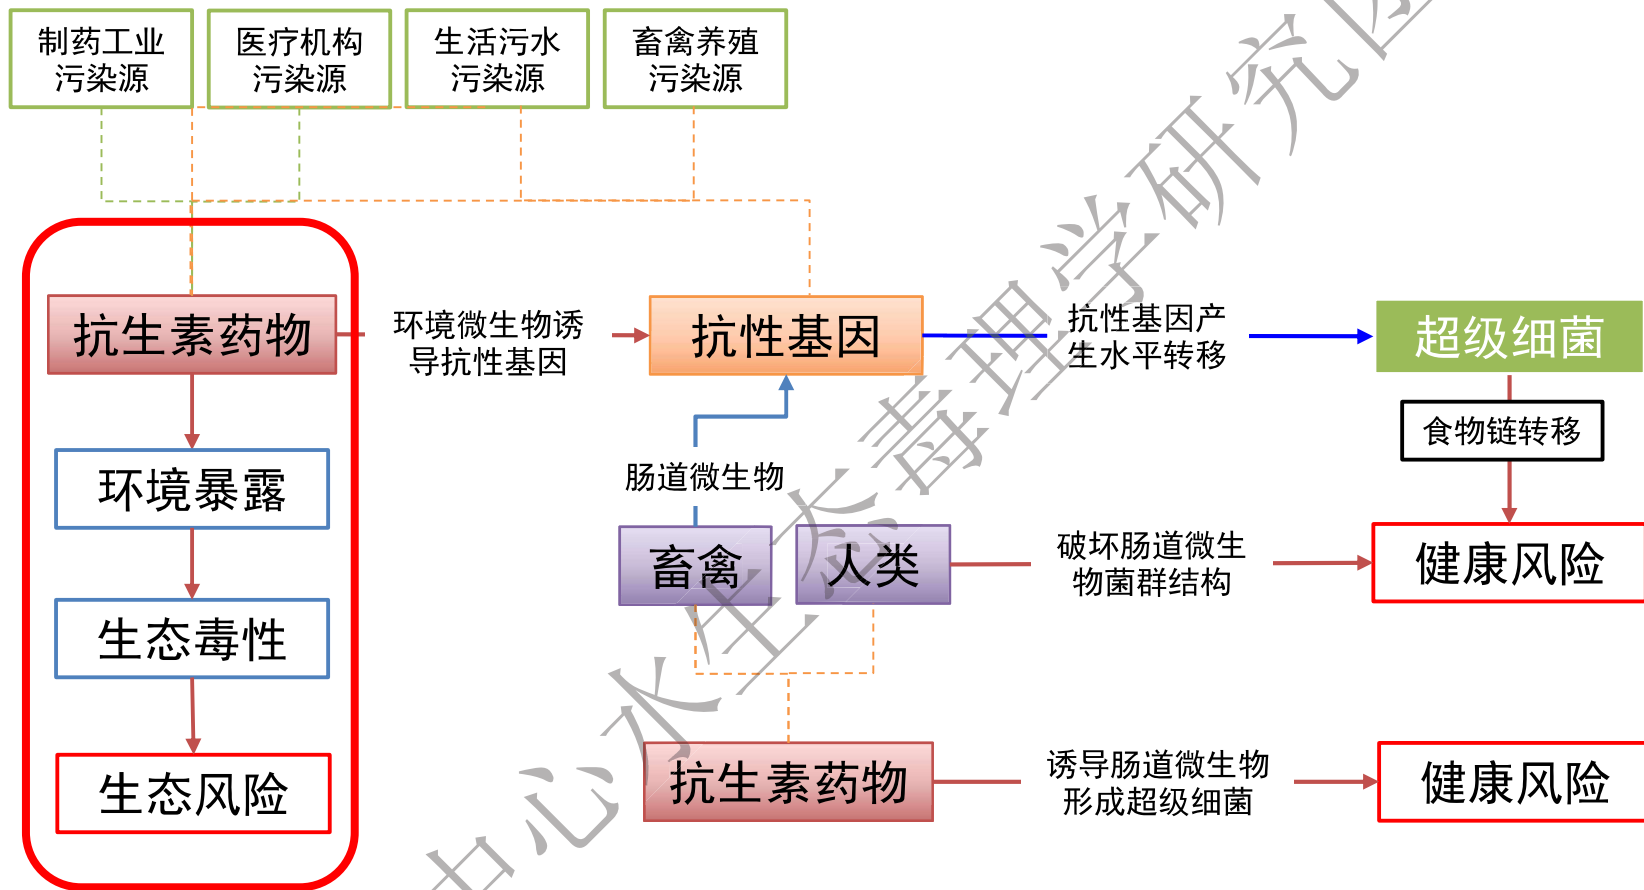 制药工业
污染源
医疗机构
污染源
生活污水
污染源
畜禽养殖
污染源
抗生素药物
环境微生物诱
导抗性基因
抗性基因
抗性基因产
生水平转移
超级细菌
食物链转移
环境暴露
肠道微生物
畜禽
人类
破坏肠道微生
物菌群结构
健康风险
生态毒性
生态风险
抗生素药物
诱导肠道微生物
形成超级细菌
健康风险
中心水生态毒理学研究团